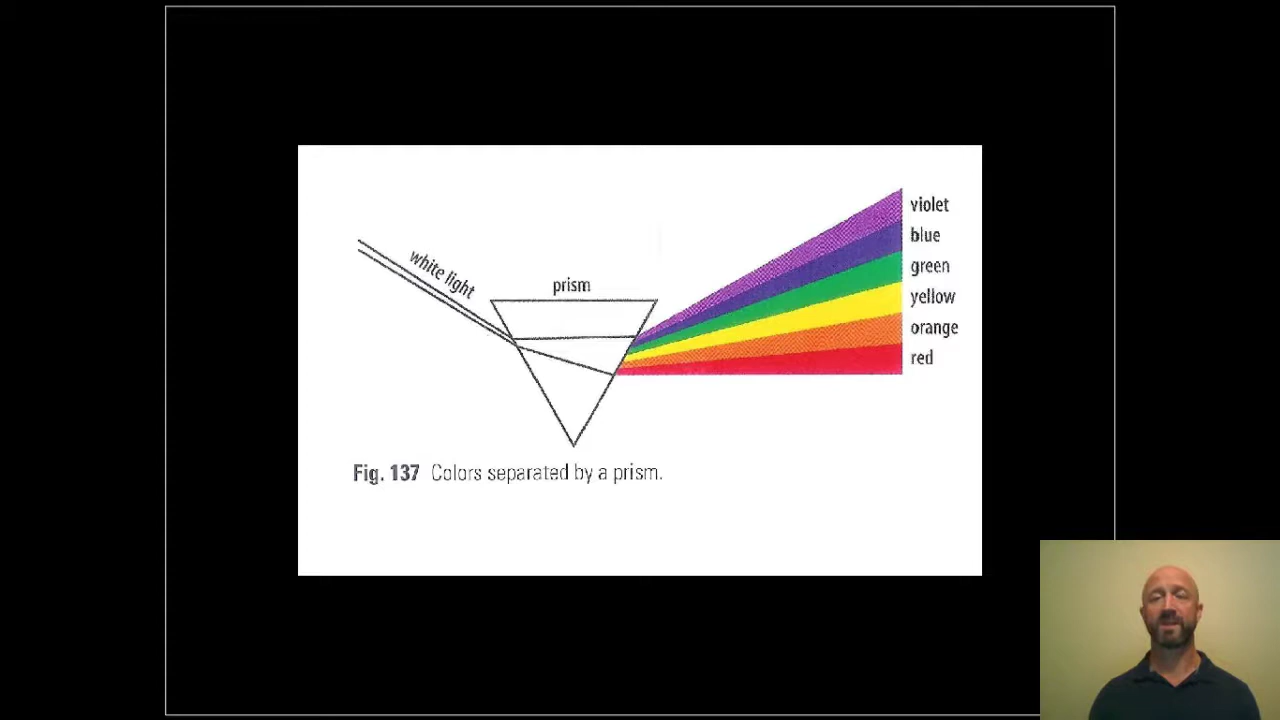 white light
prism
violet
blue
green
yellow
orange
red
Fig. 137 Colors separated by a prism.